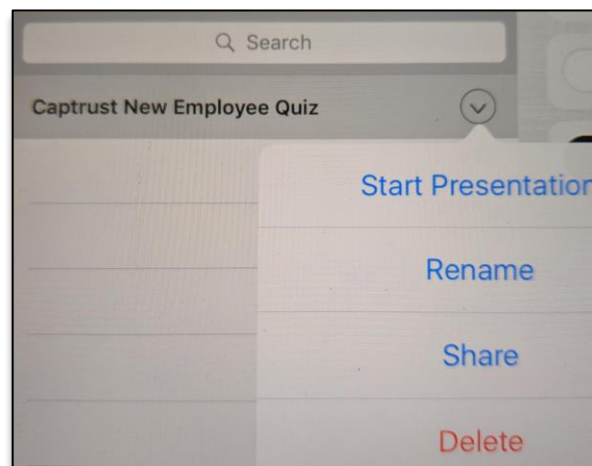 Search
Captrust New Employee Quiz
Start Presentation
Rename
Share
Delete